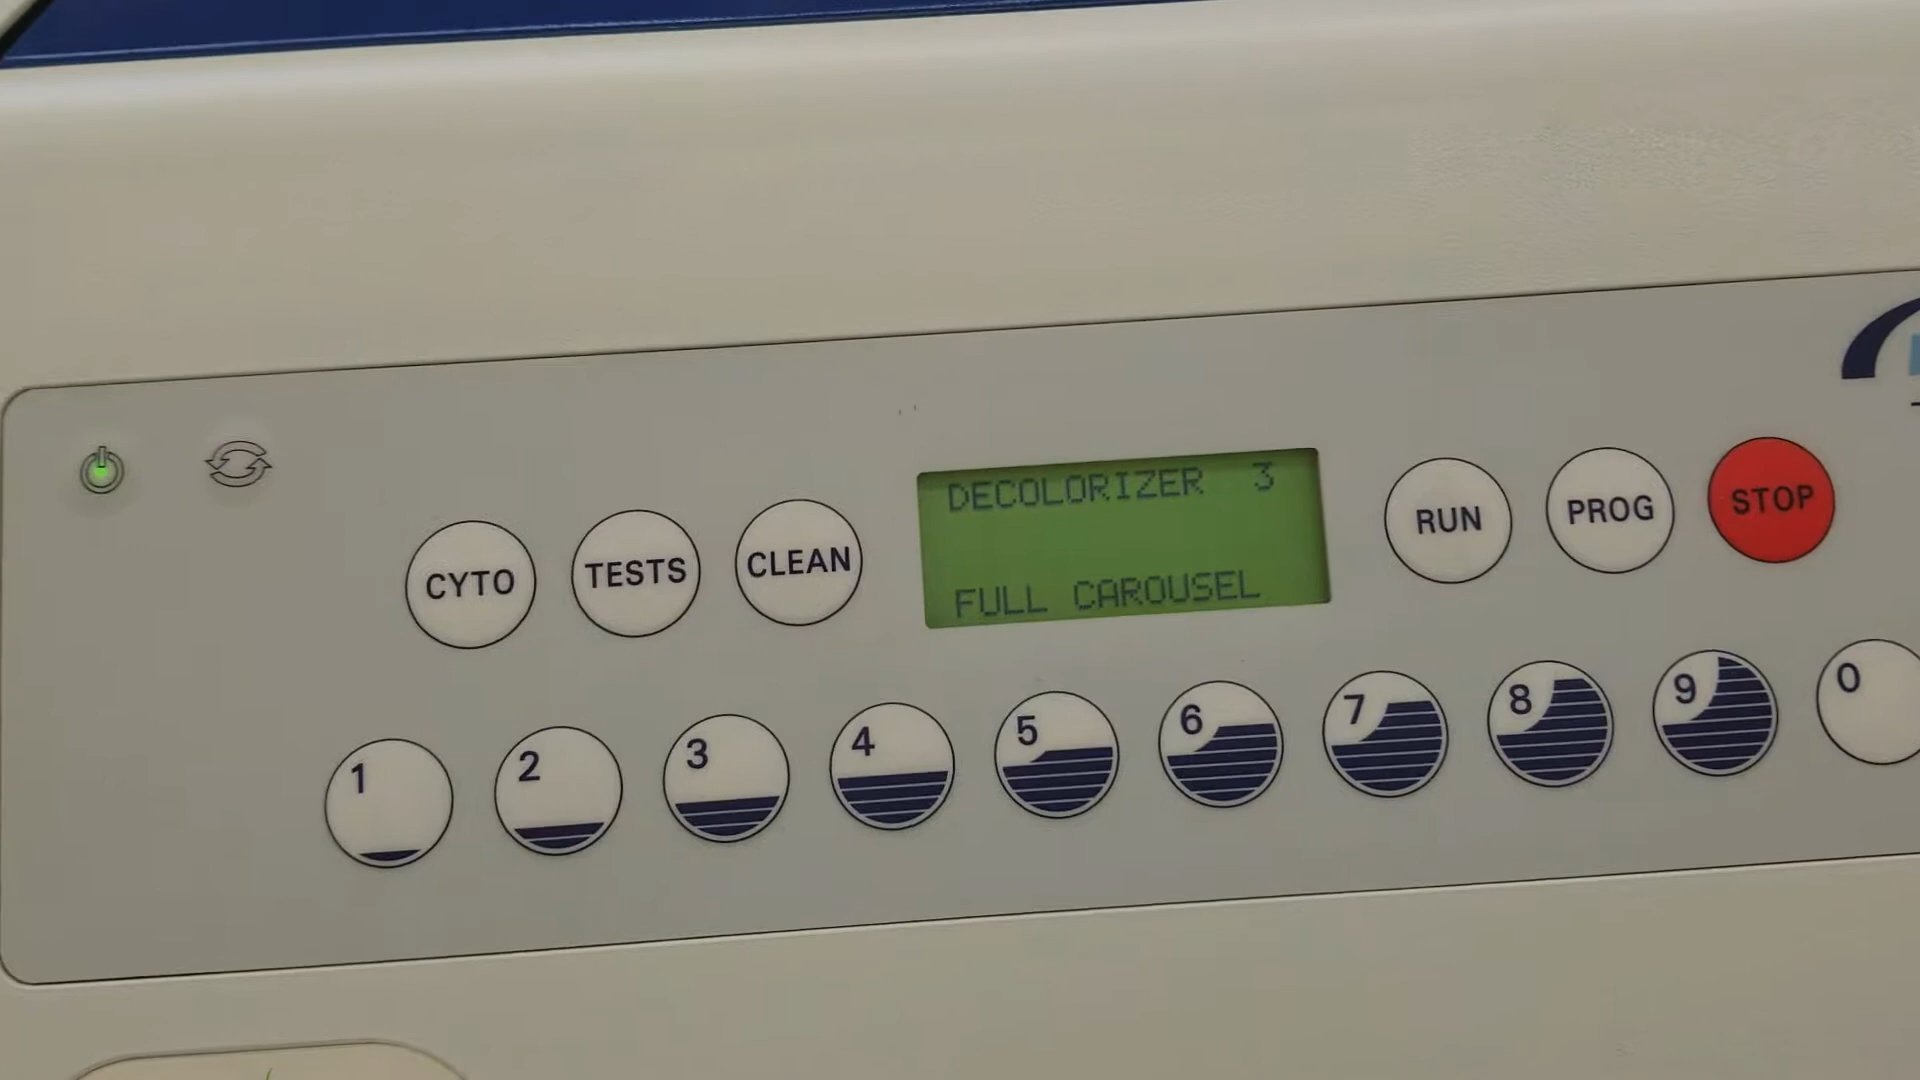 DECOLORIZER 3
FULL CAROUSEL
CYTO TESTS CLEAN
RUN PROG STOP
1 2 3 4 5 6 7 8 9 0